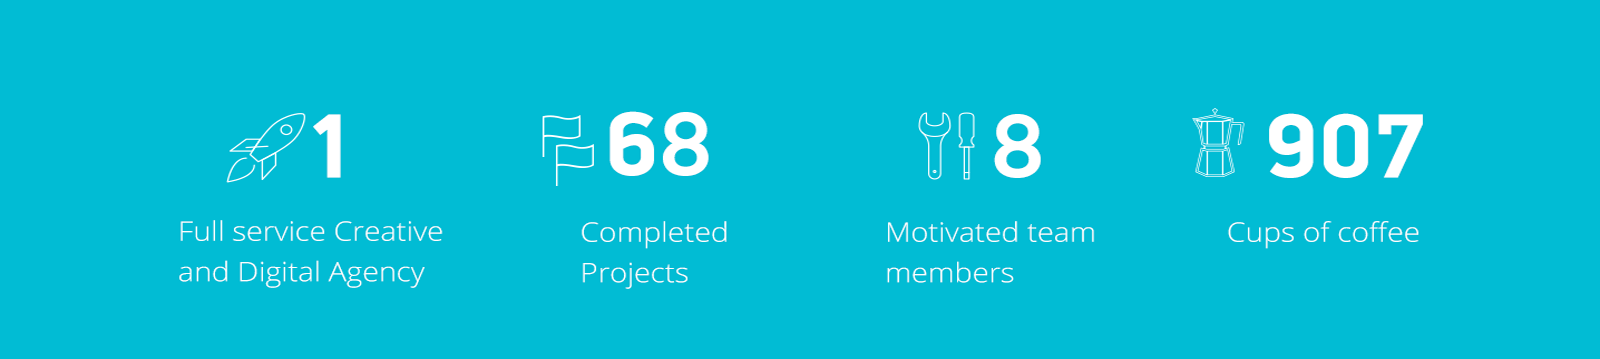 1
Full service Creative
and Digital Agency
68
Completed
Projects
8
Motivated team
members
907
Cups of coffee